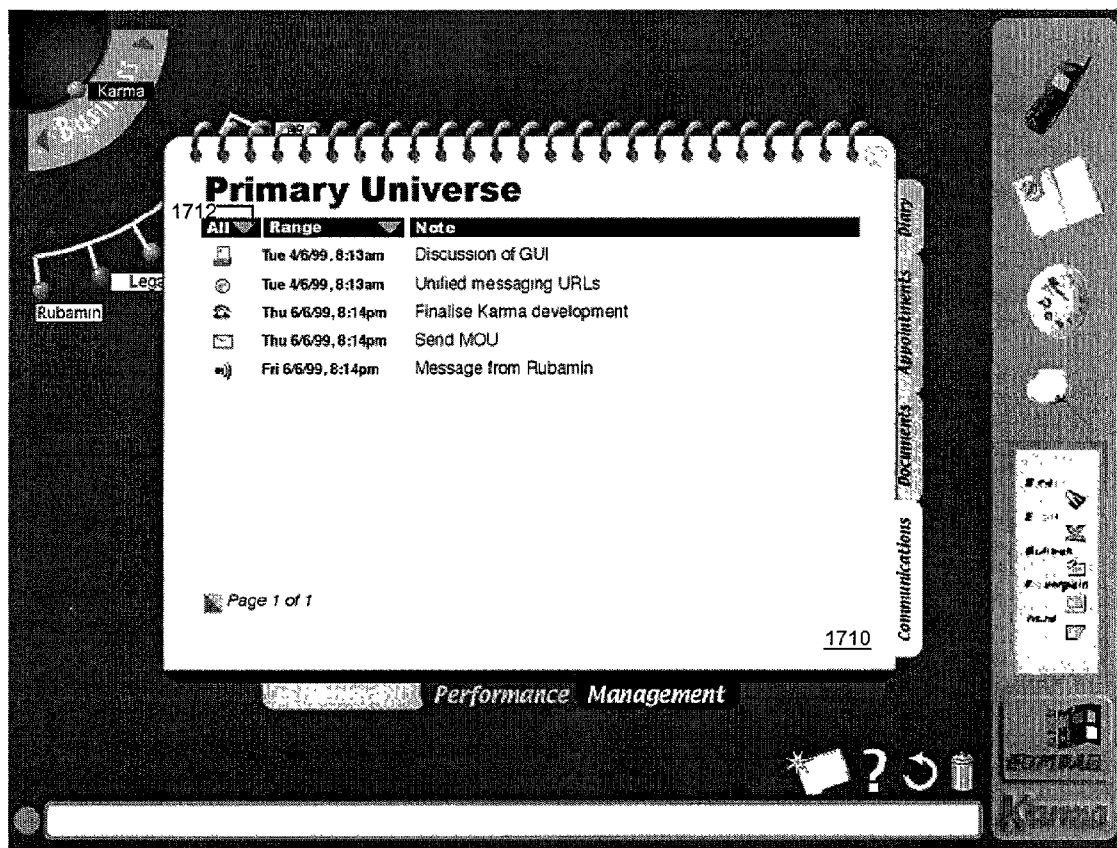 Karma
Business
Rubamin
Primary Universe
1712
All Range Note
Tue 4/6/99, 8:13am Discussion of GUI
Tue 4/6/99, 8:13am Unified messaging URLs
Thu 6/6/99, 8:14pm Finalise Karma development
Thu 6/6/99, 8:14pm Send MOU
Fri 6/6/99, 8:14pm Message from Rubamin
Page 1 of 1
1710
Diary
Appointments
Documents
Communications
Performance Management
?
COMPAQ
Karma